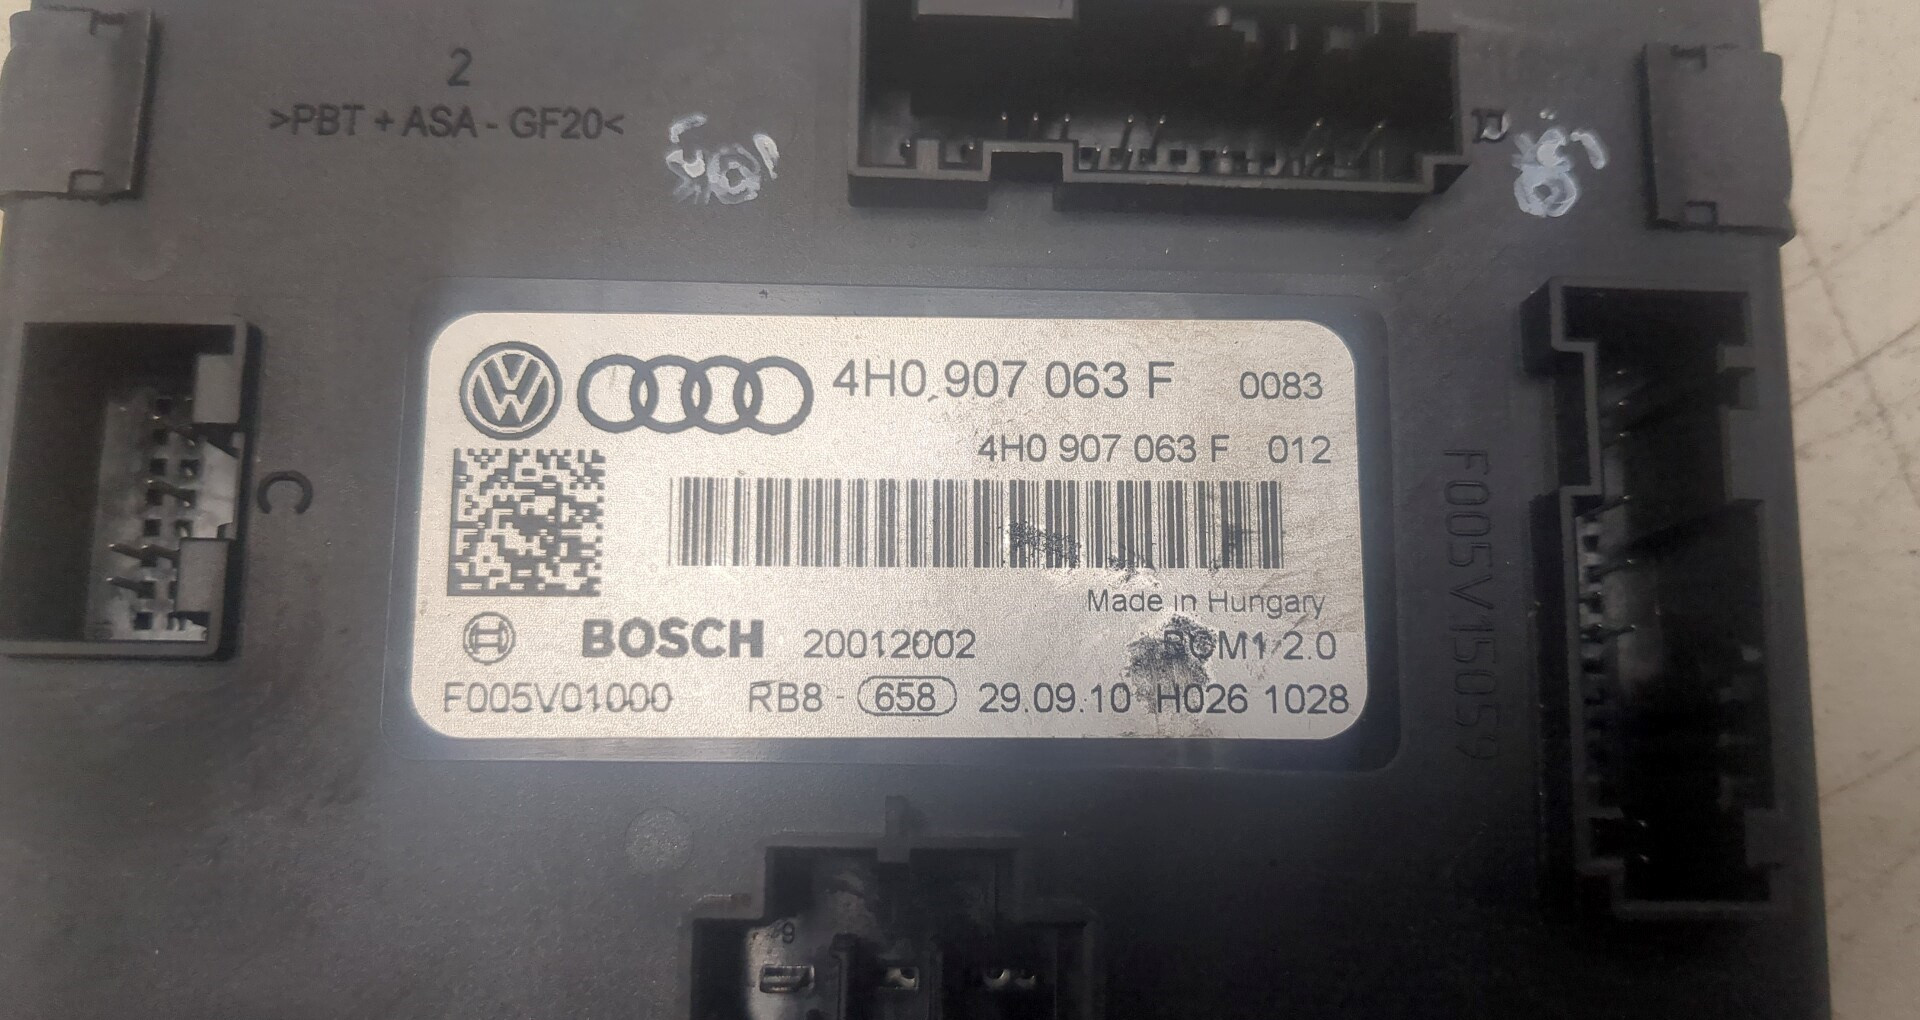 2
>PBT + ASA - GF20<
4H0 907 063 F 0083
4H0 907 063 F 012
C
Made in Hungary
BOSCH 20012002 BCM1 2.0
F005V01000 RB8 - 658 29.09.10 H026 1028
F005V15059
9